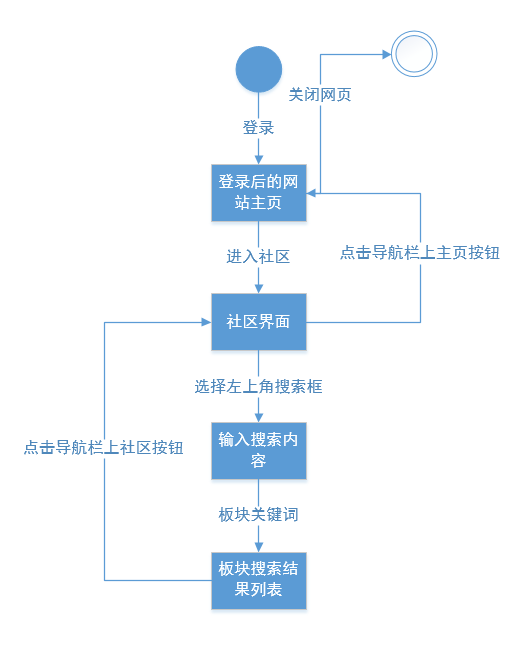 关闭网页
登录
登录后的网
站主页
点击导航栏上主页按钮
进入社区
社区界面
选择左上角搜索框
输入搜索内
容
点击导航栏上社区按钮
板块关键词
板块搜索结
果列表